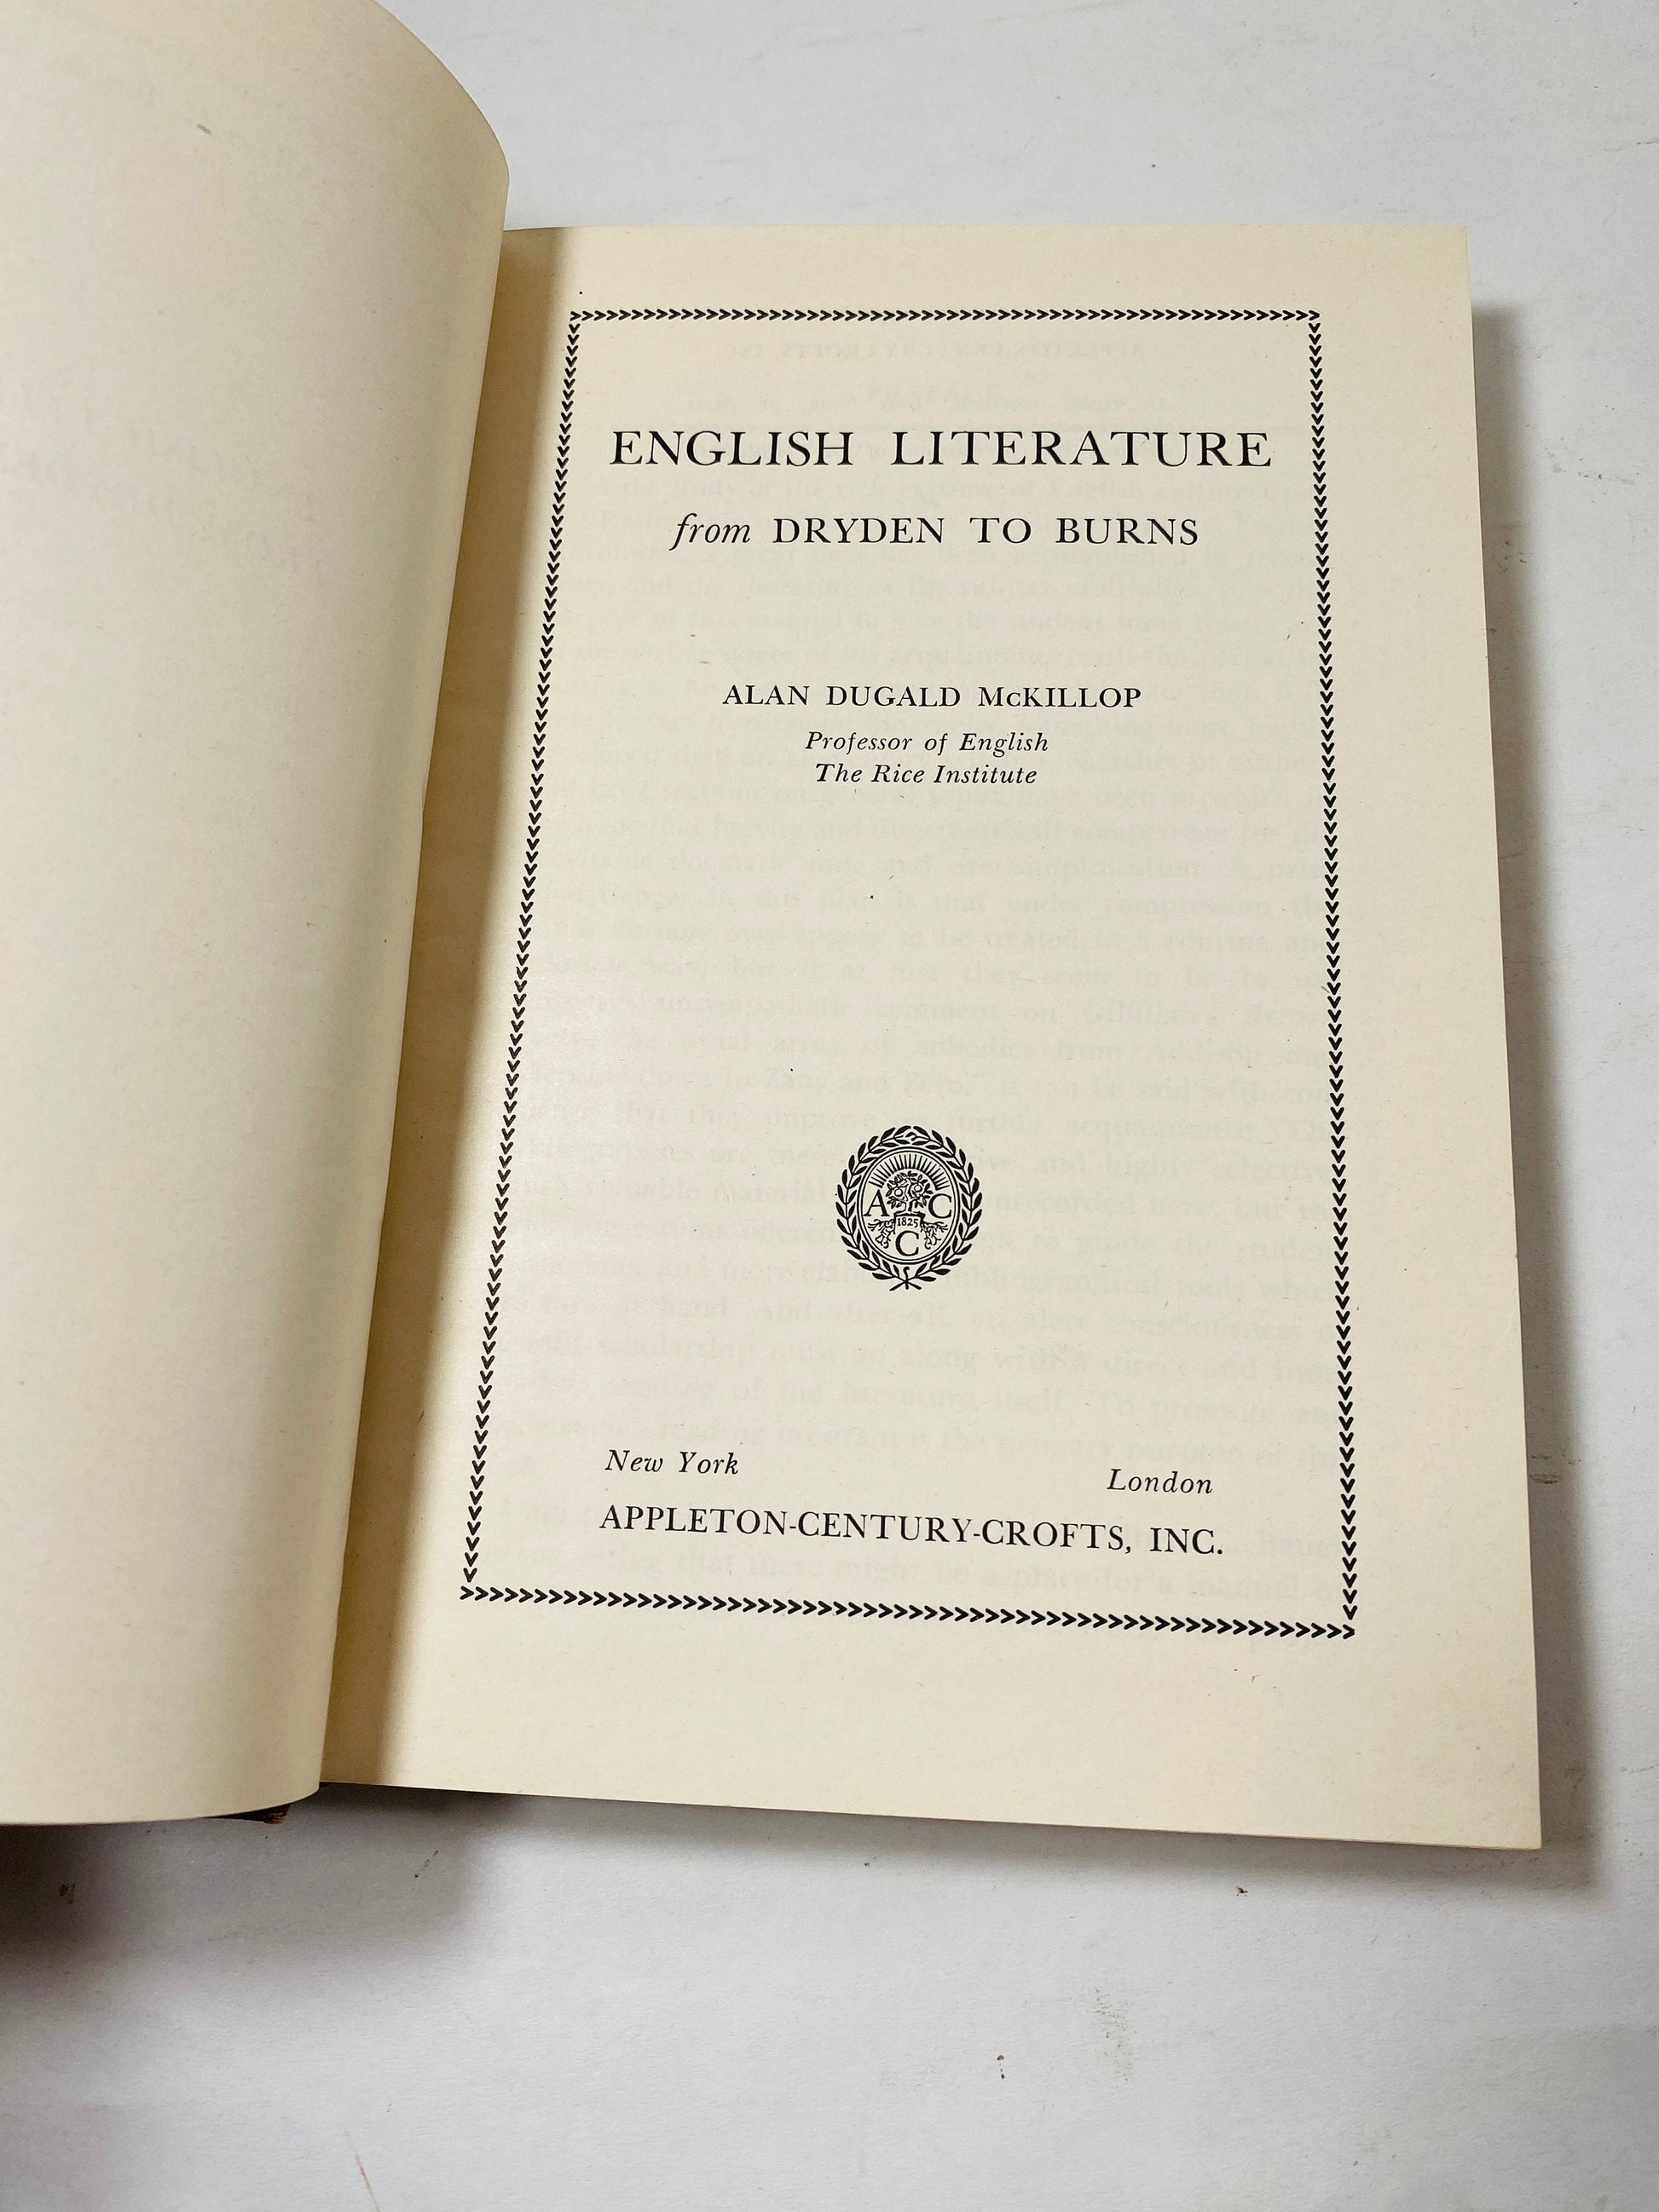 ENGLISH LITERATURE
from DRYDEN TO BURNS
ALAN DUGALD McKILLOP
Professor of English
The Rice Institute
A C
1825
C
New York London
APPLETON-CENTURY-CROFTS, INC.